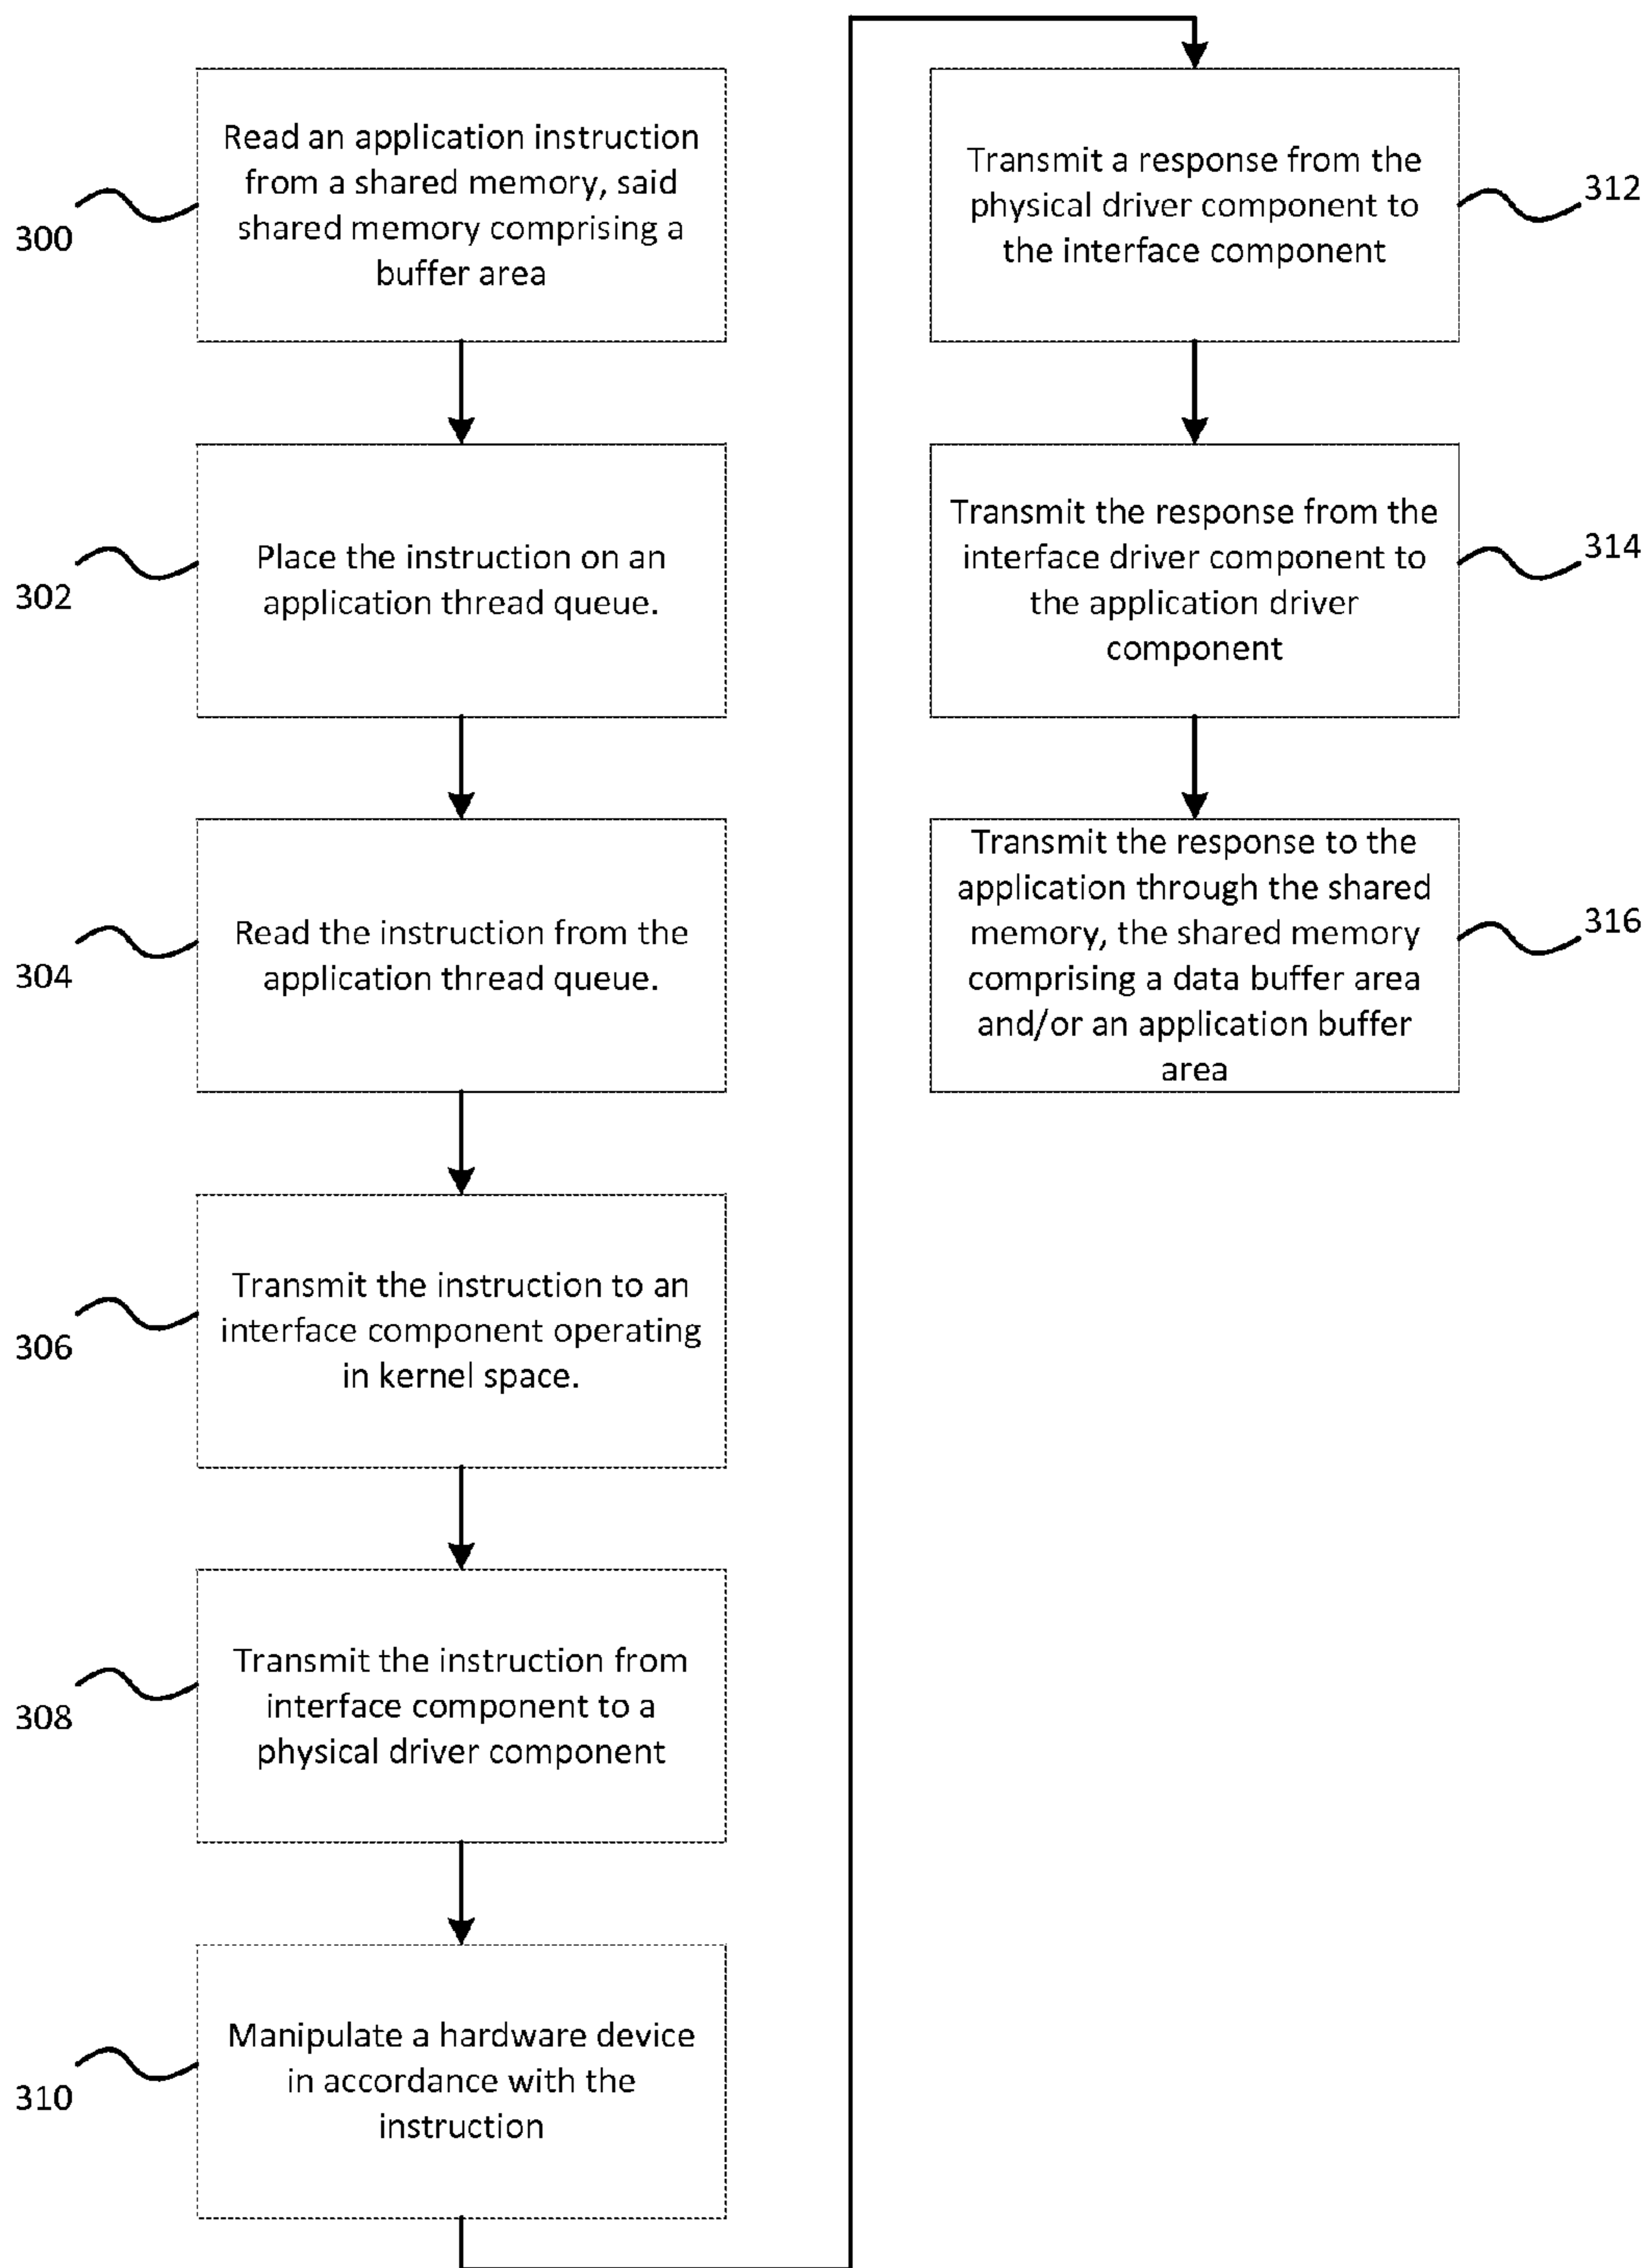 Read an application instruction
from a shared memory, said
shared memory comprising a
buffer area
300
Place the instruction on an
application thread queue.
302
Read the instruction from the
application thread queue.
304
Transmit the instruction to an
interface component operating
in kernel space.
306
Transmit the instruction from
interface component to a
physical driver component
308
Manipulate a hardware device
in accordance with the
instruction
310
Transmit a response from the
physical driver component to
the interface component
312
Transmit the response from the
interface driver component to
the application driver
component
314
Transmit the response to the
application through the shared
memory, the shared memory
comprising a data buffer area
and/or an application buffer
area
316